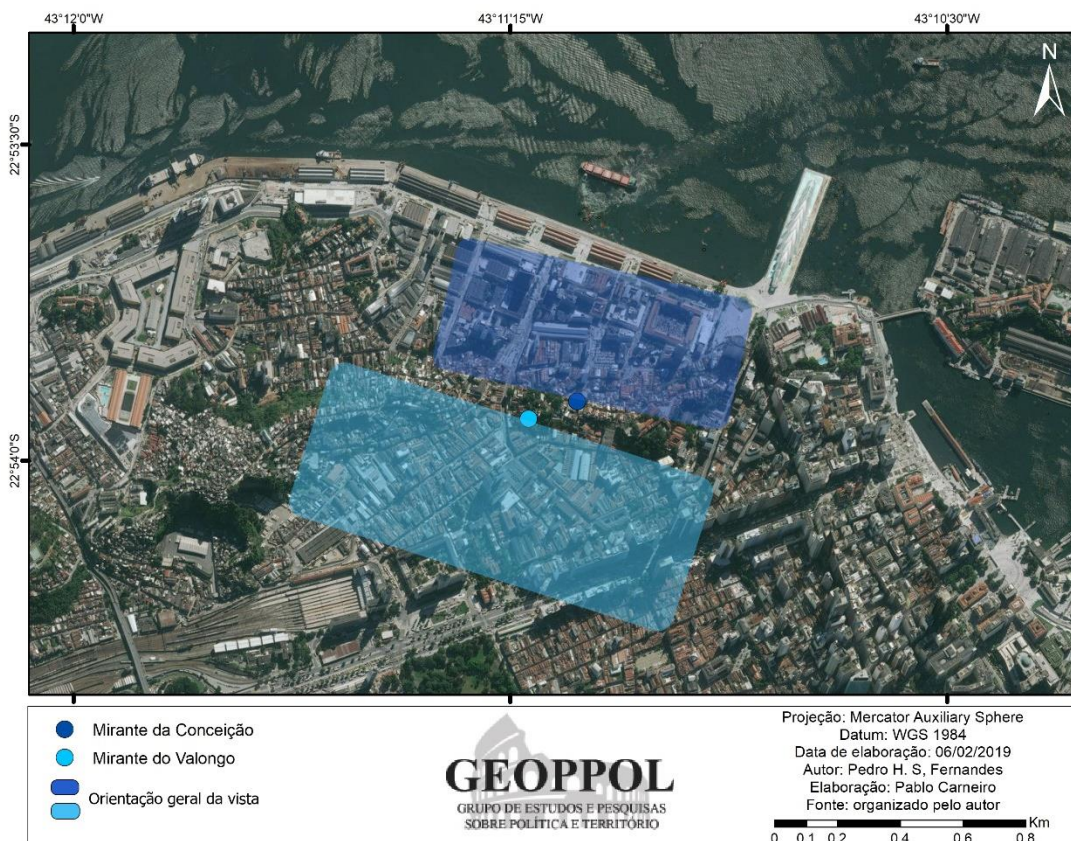 43°12'0"W
43°11'15"W
43°10'30"W
N
22°53'30"S
22°54'0"S
Mirante da Conceição
Mirante do Valongo
Orientação geral da vista
GEOPPOL
GRUPO DE ESTUDOS E PESQUISAS
SOBRE POLÍTICA E TERRITÓRIO
Projeção: Mercator Auxiliary Sphere
Datum: WGS 1984
Data de elaboração: 06/02/2019
Autor: Pedro H. S, Fernandes
Elaboração: Pablo Carneiro
Fonte: organizado pelo autor
Km
0 0.1 0.2 0.4 0.6 0.8